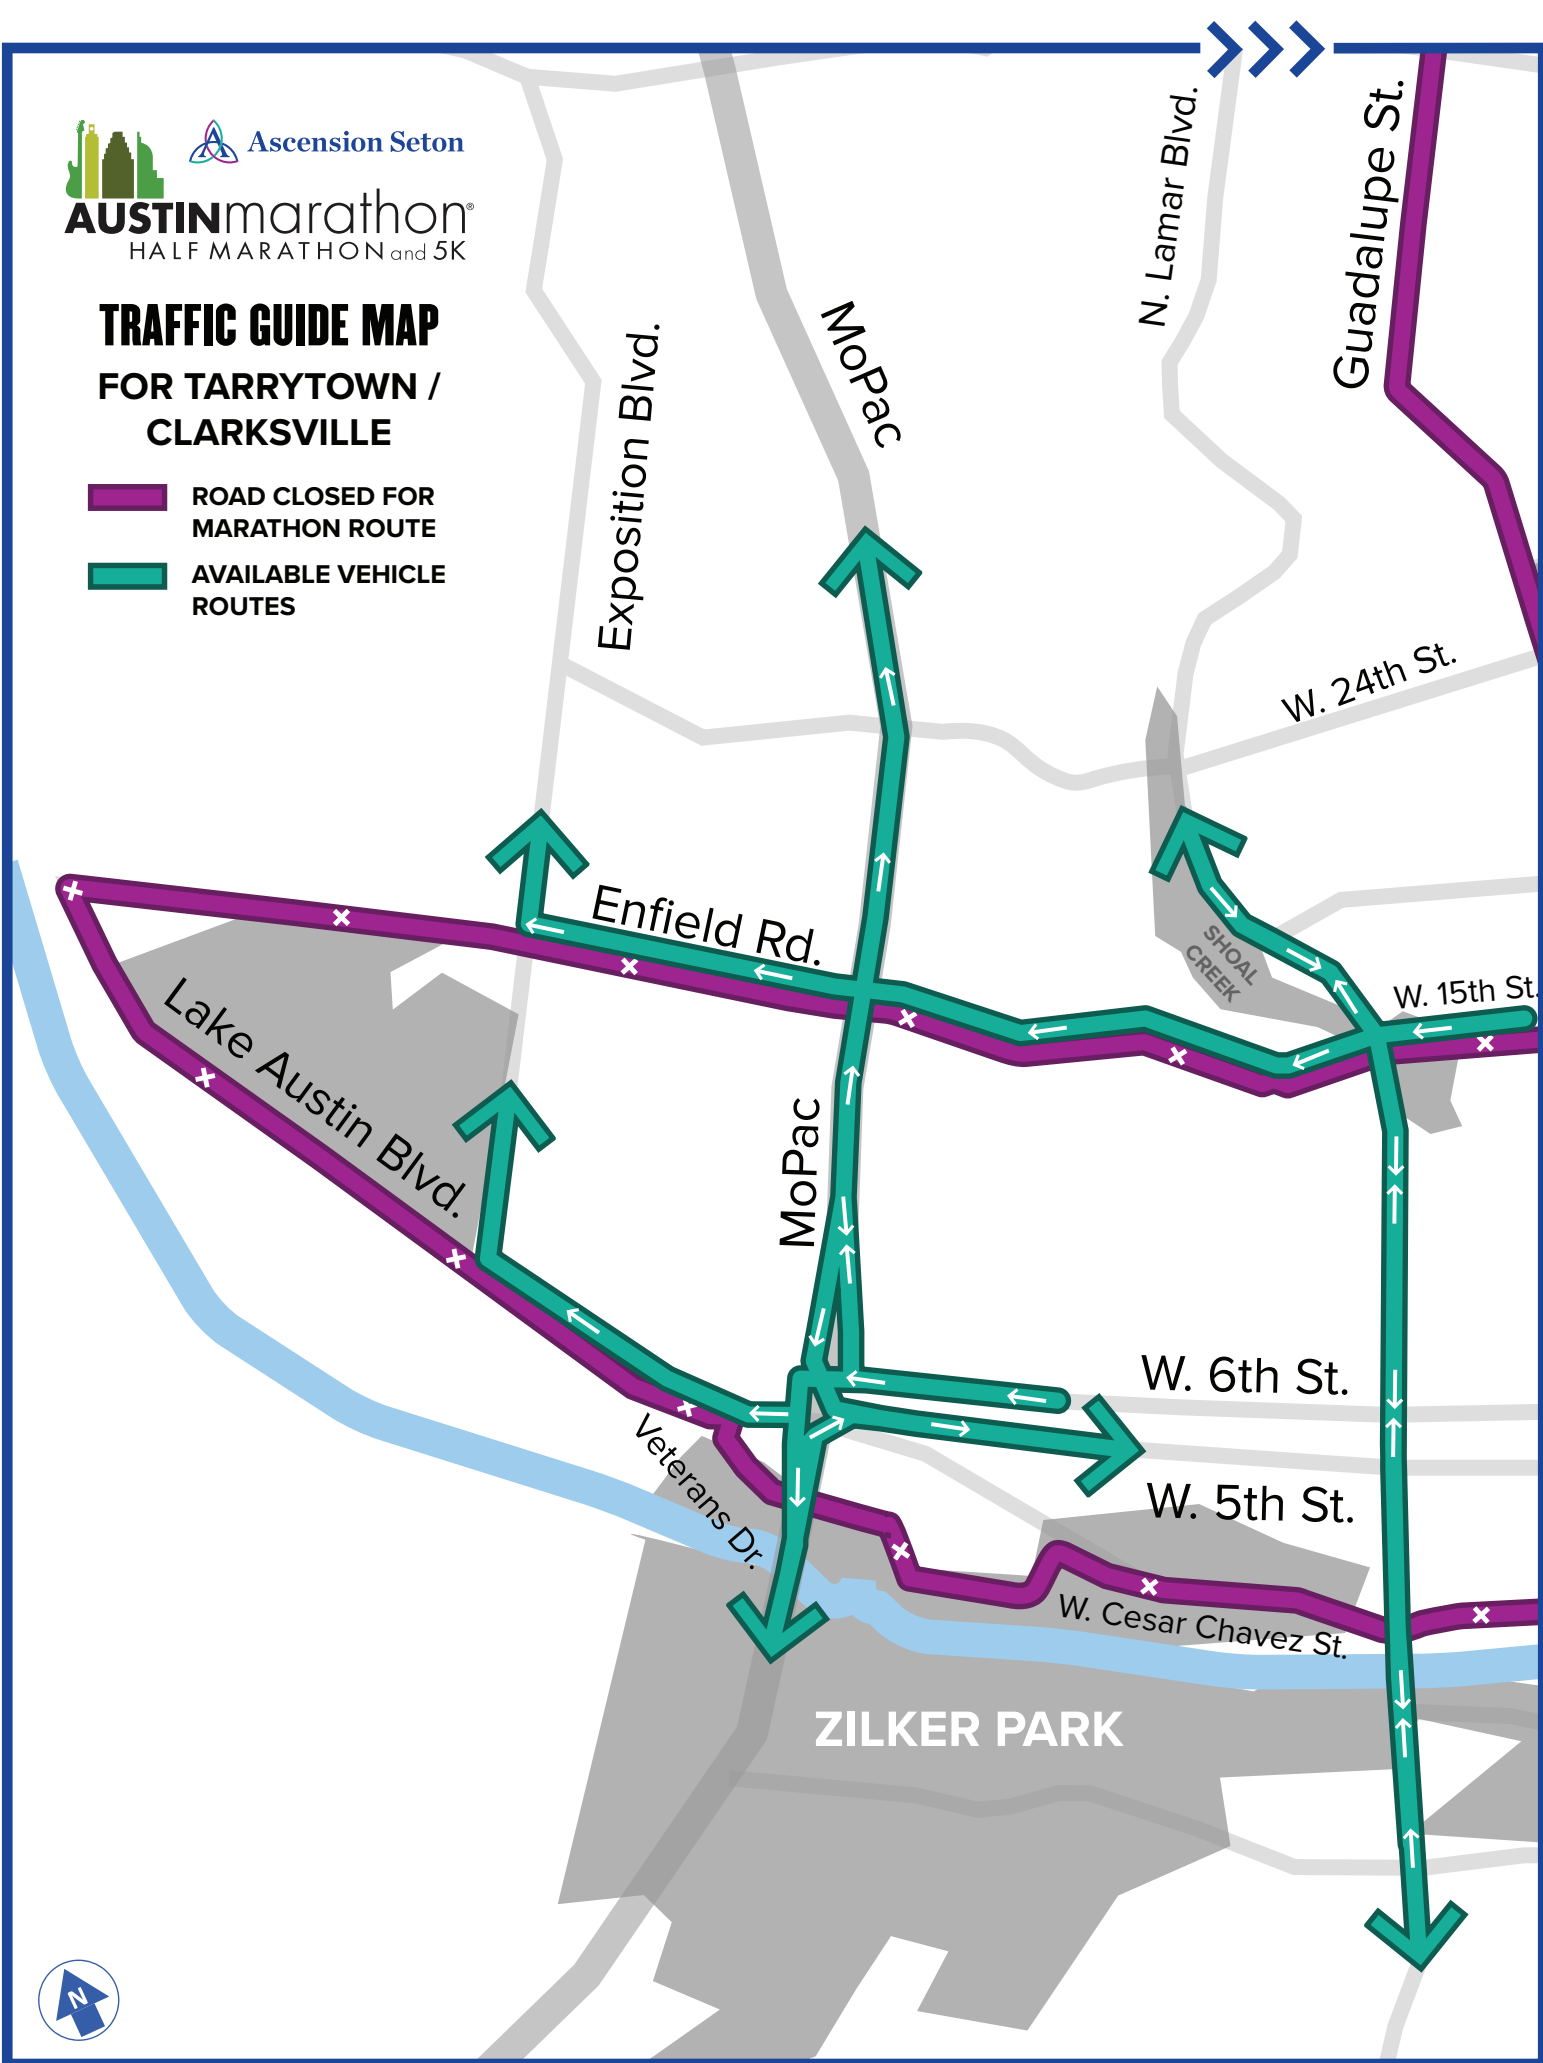 Ascension Seton
AUSTINmarathon®
HALF MARATHON and 5K
TRAFFIC GUIDE MAP
FOR TARRYTOWN /
CLARKSVILLE
ROAD CLOSED FOR
MARATHON ROUTE
AVAILABLE VEHICLE
ROUTES
N. Lamar Blvd.
Guadalupe St.
MoPac
Exposition Blvd.
W. 24th St.
Enfield Rd.
SHOAL
CREEK
W. 15th St.
Lake Austin Blvd.
MoPac
W. 6th St.
Veterans Dr.
W. 5th St.
W. Cesar Chavez St.
ZILKER PARK
N